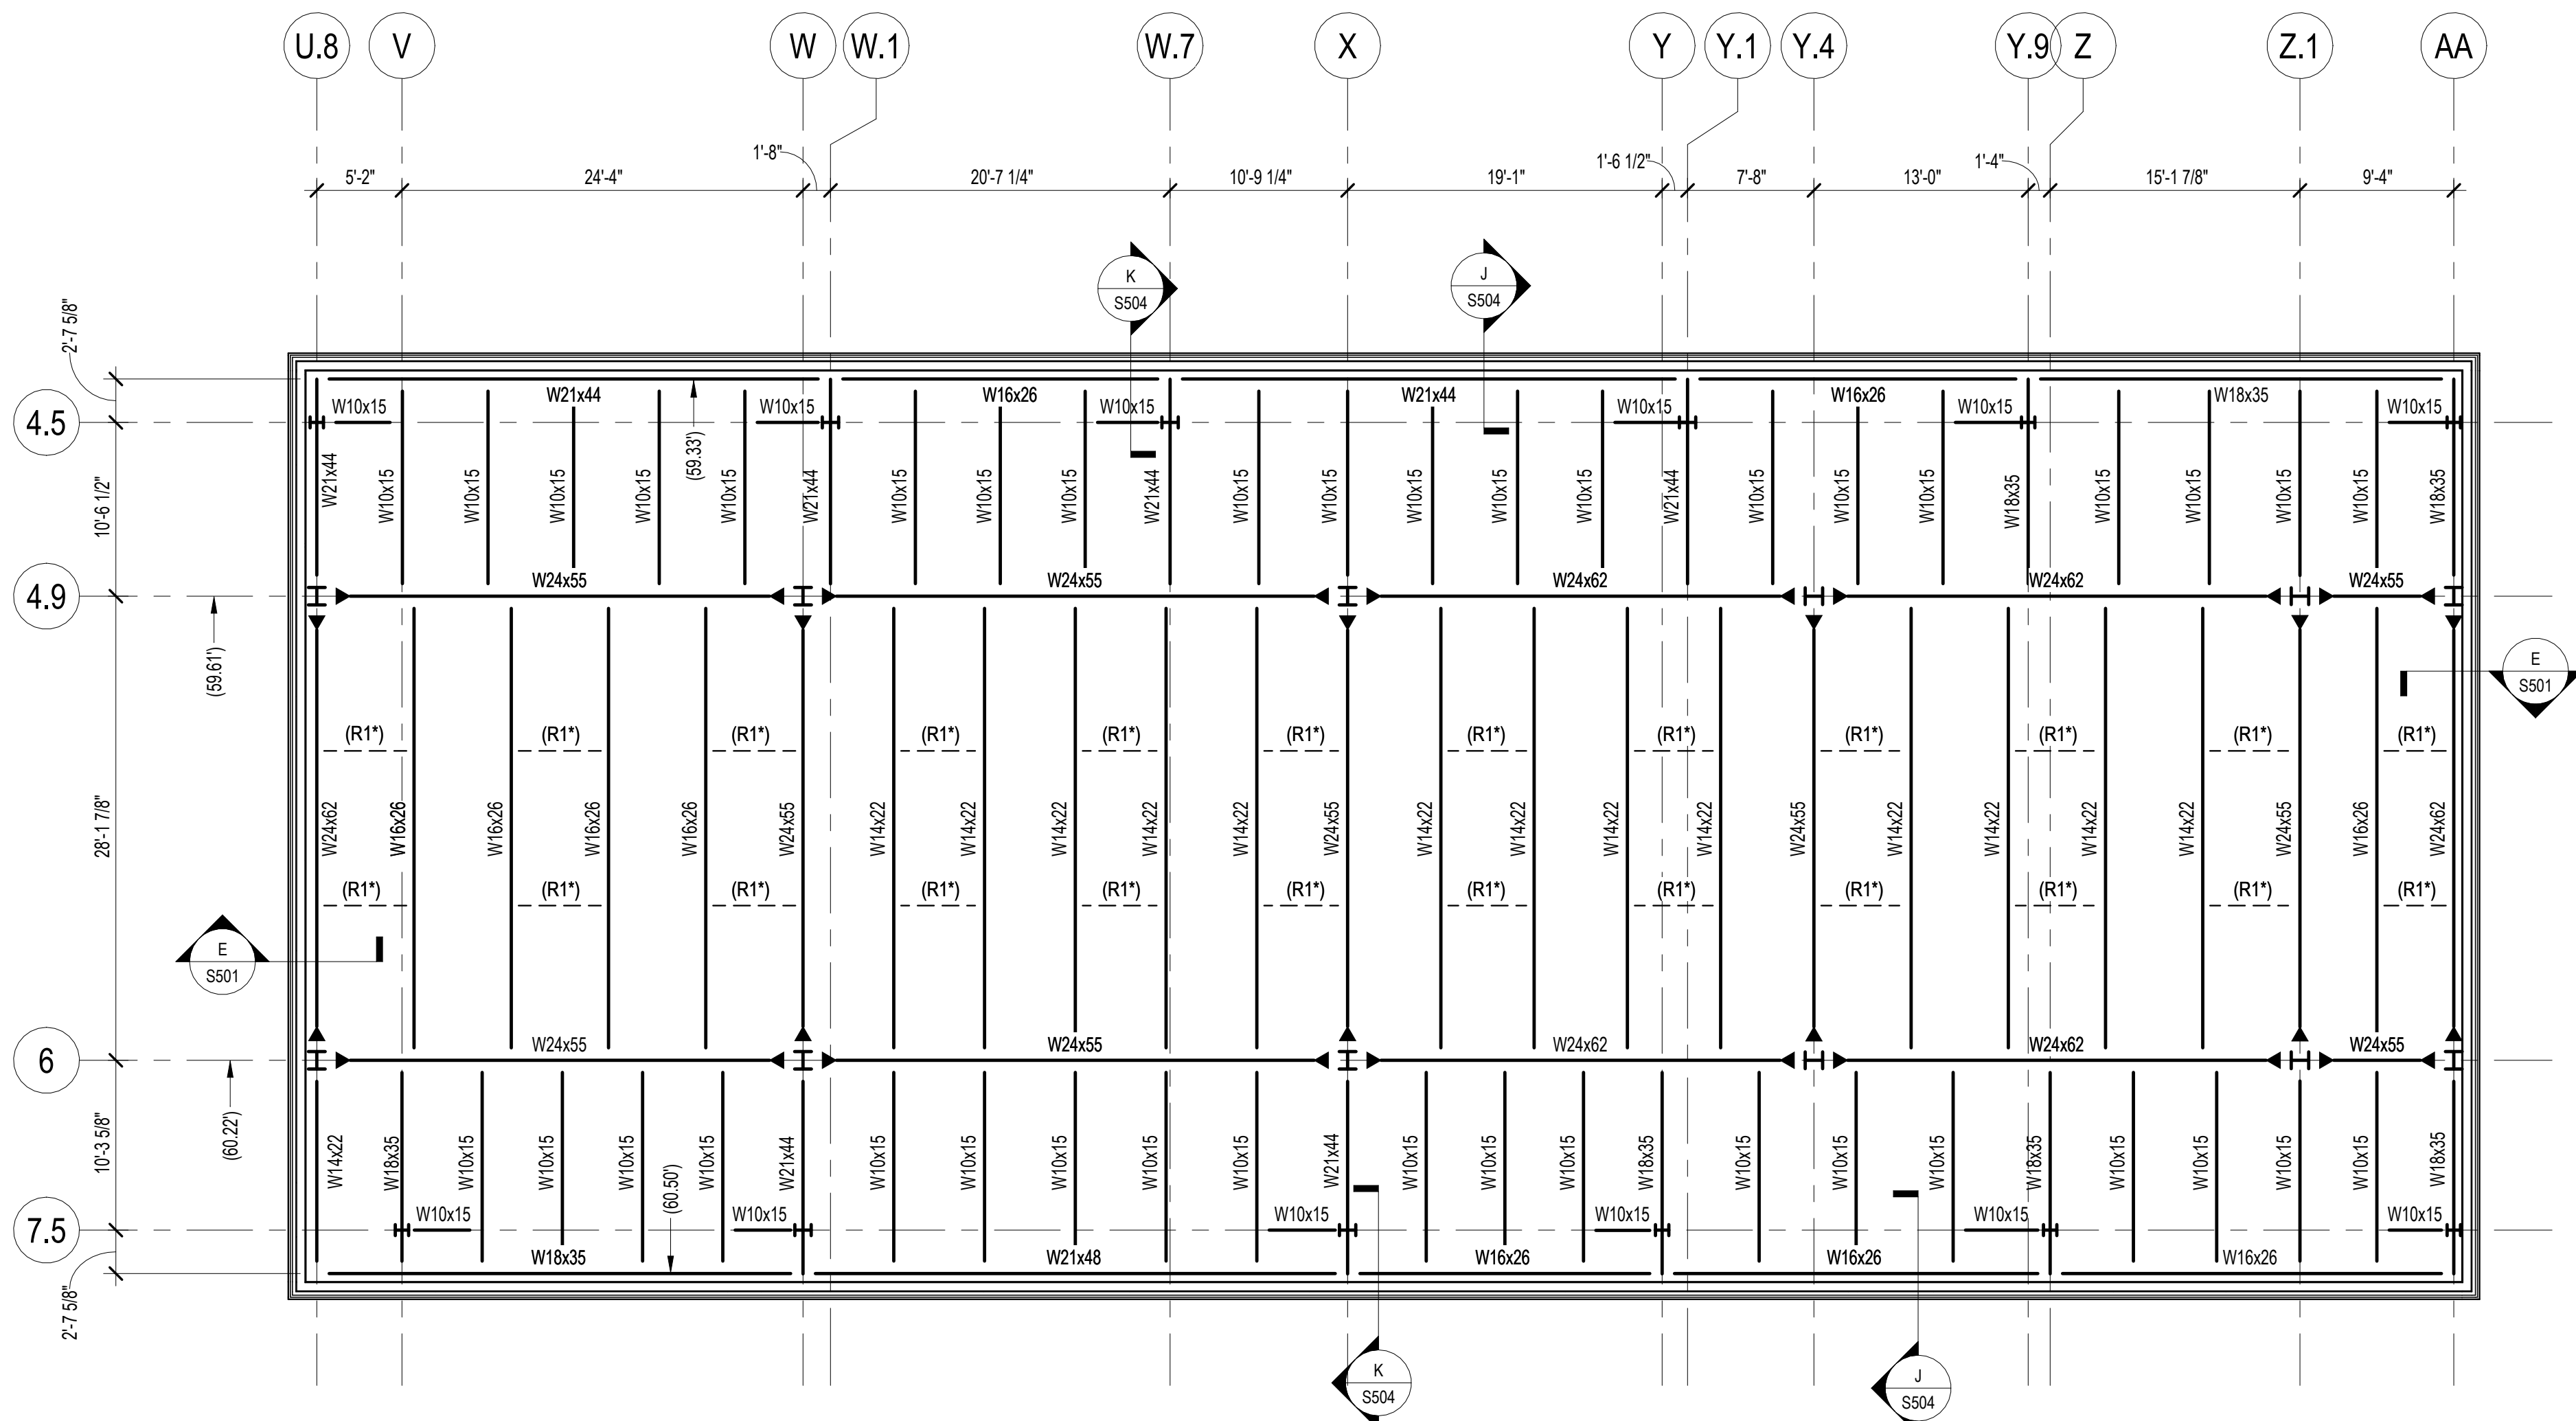 U.8 V W W.1 W.7 X Y Y.1 Y.4 Y.9 Z Z.1 AA
1'-8" 1'-6 1/2" 1'-4"
5'-2" 24'-4" 20'-7 1/4" 10'-9 1/4" 19'-1" 7'-8" 13'-0" 15'-1 7/8" 9'-4"
K J
S504 S504
2'-7 5/8"
W21x44 W16x26 W21x44 W16x26 W18x35
W10x15 W10x15 W10x15 W10x15 W10x15 W10x15
4.5
(59.33')
10'-6 1/2"
W21x44 W10x15 W10x15 W10x15 W10x15 W10x15 W21x44 W10x15 W10x15 W10x15 W21x44 W10x15 W10x15 W10x15 W10x15 W10x15 W21x44 W10x15 W10x15 W10x15 W18x35 W10x15 W10x15 W10x15 W10x15 W18x35
W24x55 W24x55 W24x62 W24x62 W24x55
4.9
(59.61')
E
S501
(R1*) (R1*) (R1*) (R1*) (R1*) (R1*) (R1*) (R1*) (R1*) (R1*) (R1*) (R1*)
28'-1 7/8"
W24x62 W16x26 W16x26 W16x26 W16x26 W24x55 W14x22 W14x22 W14x22 W14x22 W14x22 W24x55 W14x22 W14x22 W14x22 W14x22 W24x55 W14x22 W14x22 W14x22 W14x22 W24x55 W16x26 W24x62
(R1*) (R1*) (R1*) (R1*) (R1*) (R1*) (R1*) (R1*) (R1*) (R1*) (R1*) (R1*)
E
S501
W24x55 W24x55 W24x62 W24x62 W24x55
6
(60.22')
10'-3 5/8"
W14x22 W18x35 W10x15 W10x15 W10x15 W10x15 W21x44 W10x15 W10x15 W10x15 W10x15 W10x15 W21x44 W10x15 W10x15 W10x15 W18x35 W10x15 W10x15 W10x15 W18x35 W10x15 W10x15 W10x15 W10x15 W18x35
(60.50')
W10x15 W10x15 W10x15 W10x15 W10x15 W10x15
7.5
W18x35 W21x48 W16x26 W16x26 W16x26
2'-7 5/8"
K J
S504 S504